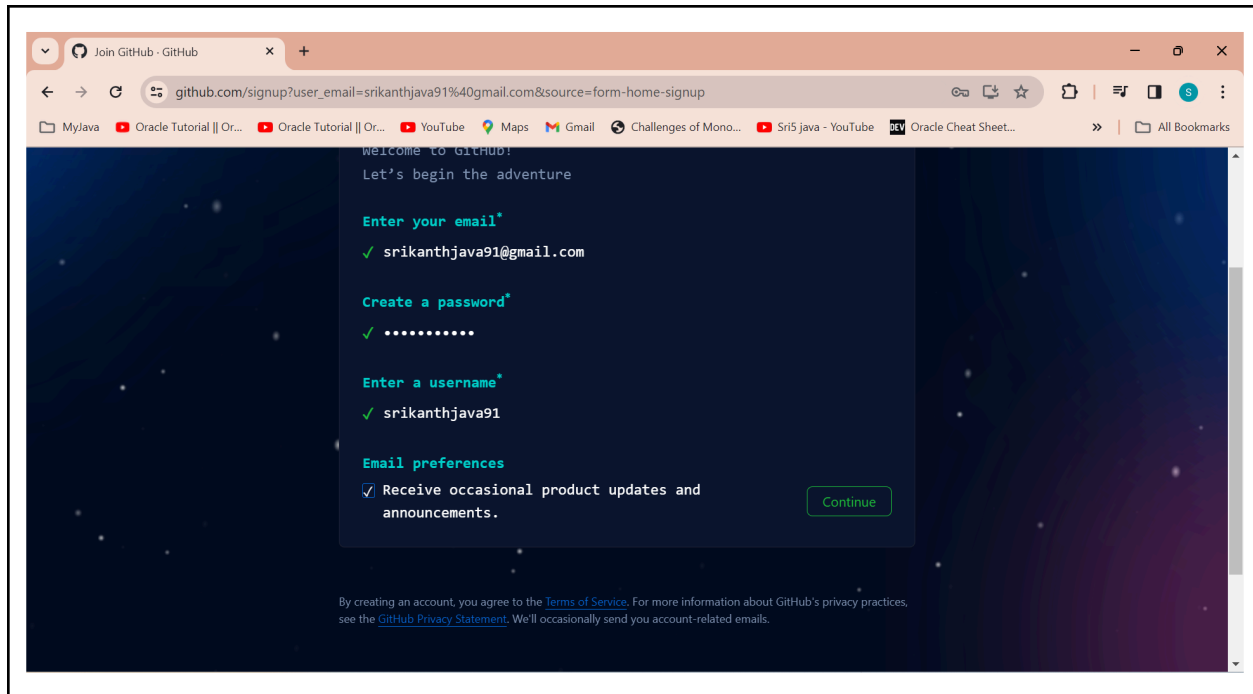 Join GitHub · GitHub
github.com/signup?user_email=srikanthjava91%40gmail.com&source=form-home-signup
S
MyJava Oracle Tutorial || Or... Oracle Tutorial || Or... YouTube Maps Gmail Challenges of Mono... Sri5 java - YouTube DEV Oracle Cheat Sheet... » All Bookmarks
Welcome to GitHub!
Let's begin the adventure
Enter your email*
✓ srikanthjava91@gmail.com
Create a password*
✓ •••••••••••
Enter a username*
✓ srikanthjava91
Email preferences
Receive occasional product updates and
announcements.
Continue
By creating an account, you agree to the Terms of Service. For more information about GitHub's privacy practices,
see the GitHub Privacy Statement. We'll occasionally send you account-related emails.